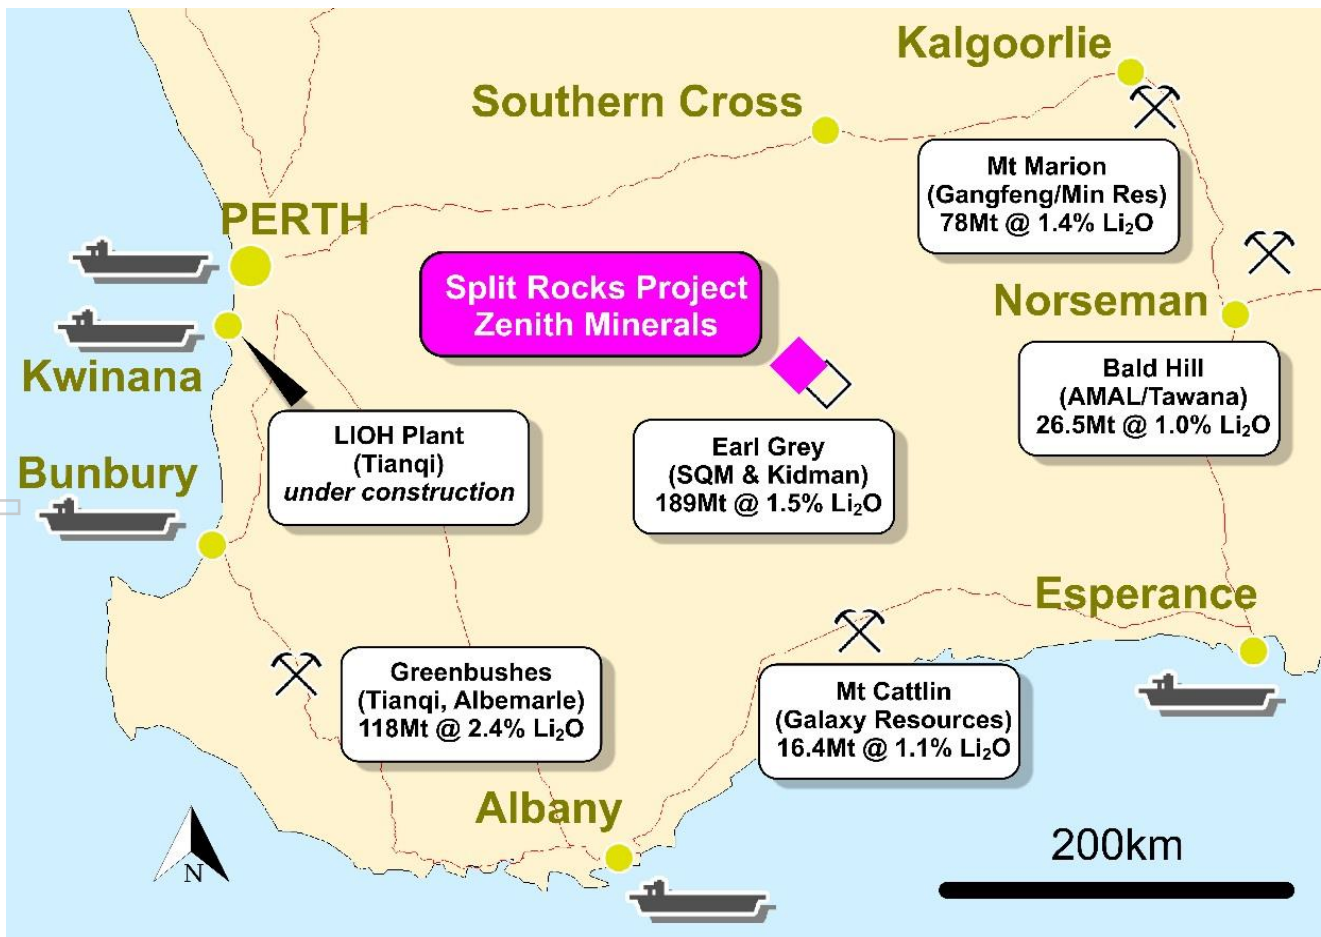 Kalgoorlie
Southern Cross
Mt Marion
(Gangfeng/Min Res)
78Mt @ 1.4% Li₂O
PERTH
Split Rocks Project
Zenith Minerals
Norseman
Kwinana
Bald Hill
(AMAL/Tawana)
26.5Mt @ 1.0% Li₂O
LIOH Plant
(Tianqi)
under construction
Earl Grey
(SQM & Kidman)
189Mt @ 1.5% Li₂O
Bunbury
Esperance
Greenbushes
(Tianqi, Albemarle)
118Mt @ 2.4% Li₂O
Mt Cattlin
(Galaxy Resources)
16.4Mt @ 1.1% Li₂O
Albany
200km
N